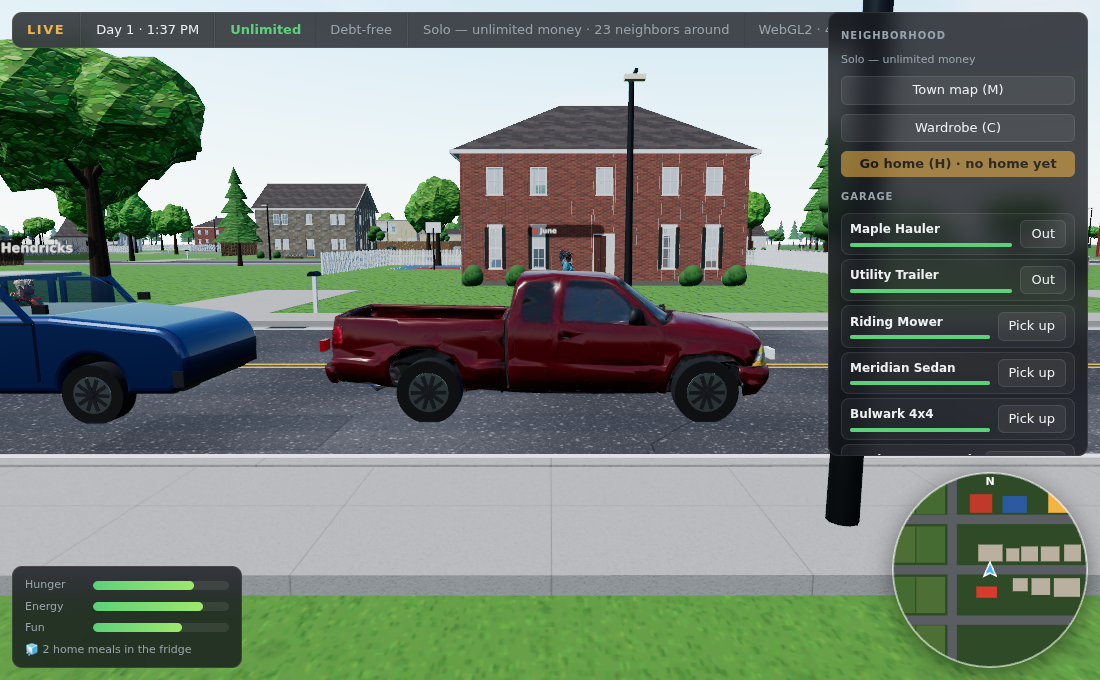 LIVE
Day 1 · 1:37 PM
Unlimited
Debt-free
Solo — unlimited money · 23 neighbors around
WebGL2 ·
NEIGHBORHOOD
Solo — unlimited money
Town map (M)
Wardrobe (C)
Go home (H) · no home yet
GARAGE
Maple Hauler
Out
Utility Trailer
Out
Riding Mower
Pick up
Meridian Sedan
Pick up
Bulwark 4x4
Pick up
Hendricks
June
N
Hunger
Energy
Fun
2 home meals in the fridge